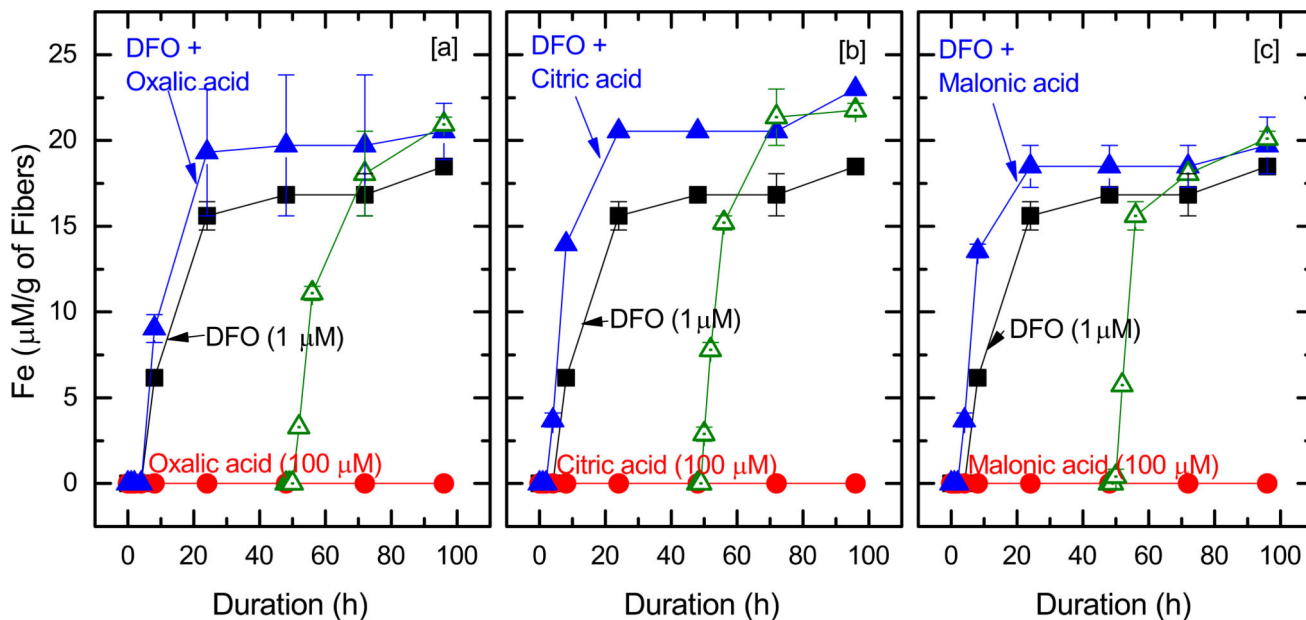 DFO +
Oxalic acid
[a]
DFO (1 μM)
Oxalic acid (100 μM)
DFO +
Citric acid
[b]
DFO (1μM)
Citric acid (100 μM)
DFO +
Malonic acid
[c]
DFO (1μM)
Malonic acid (100 μM)
Fe (μM/g of Fibers)
25
20
15
10
5
0
0 20 40 60 80 100
0 20 40 60 80 100
0 20 40 60 80 100
Duration (h)
Duration (h)
Duration (h)